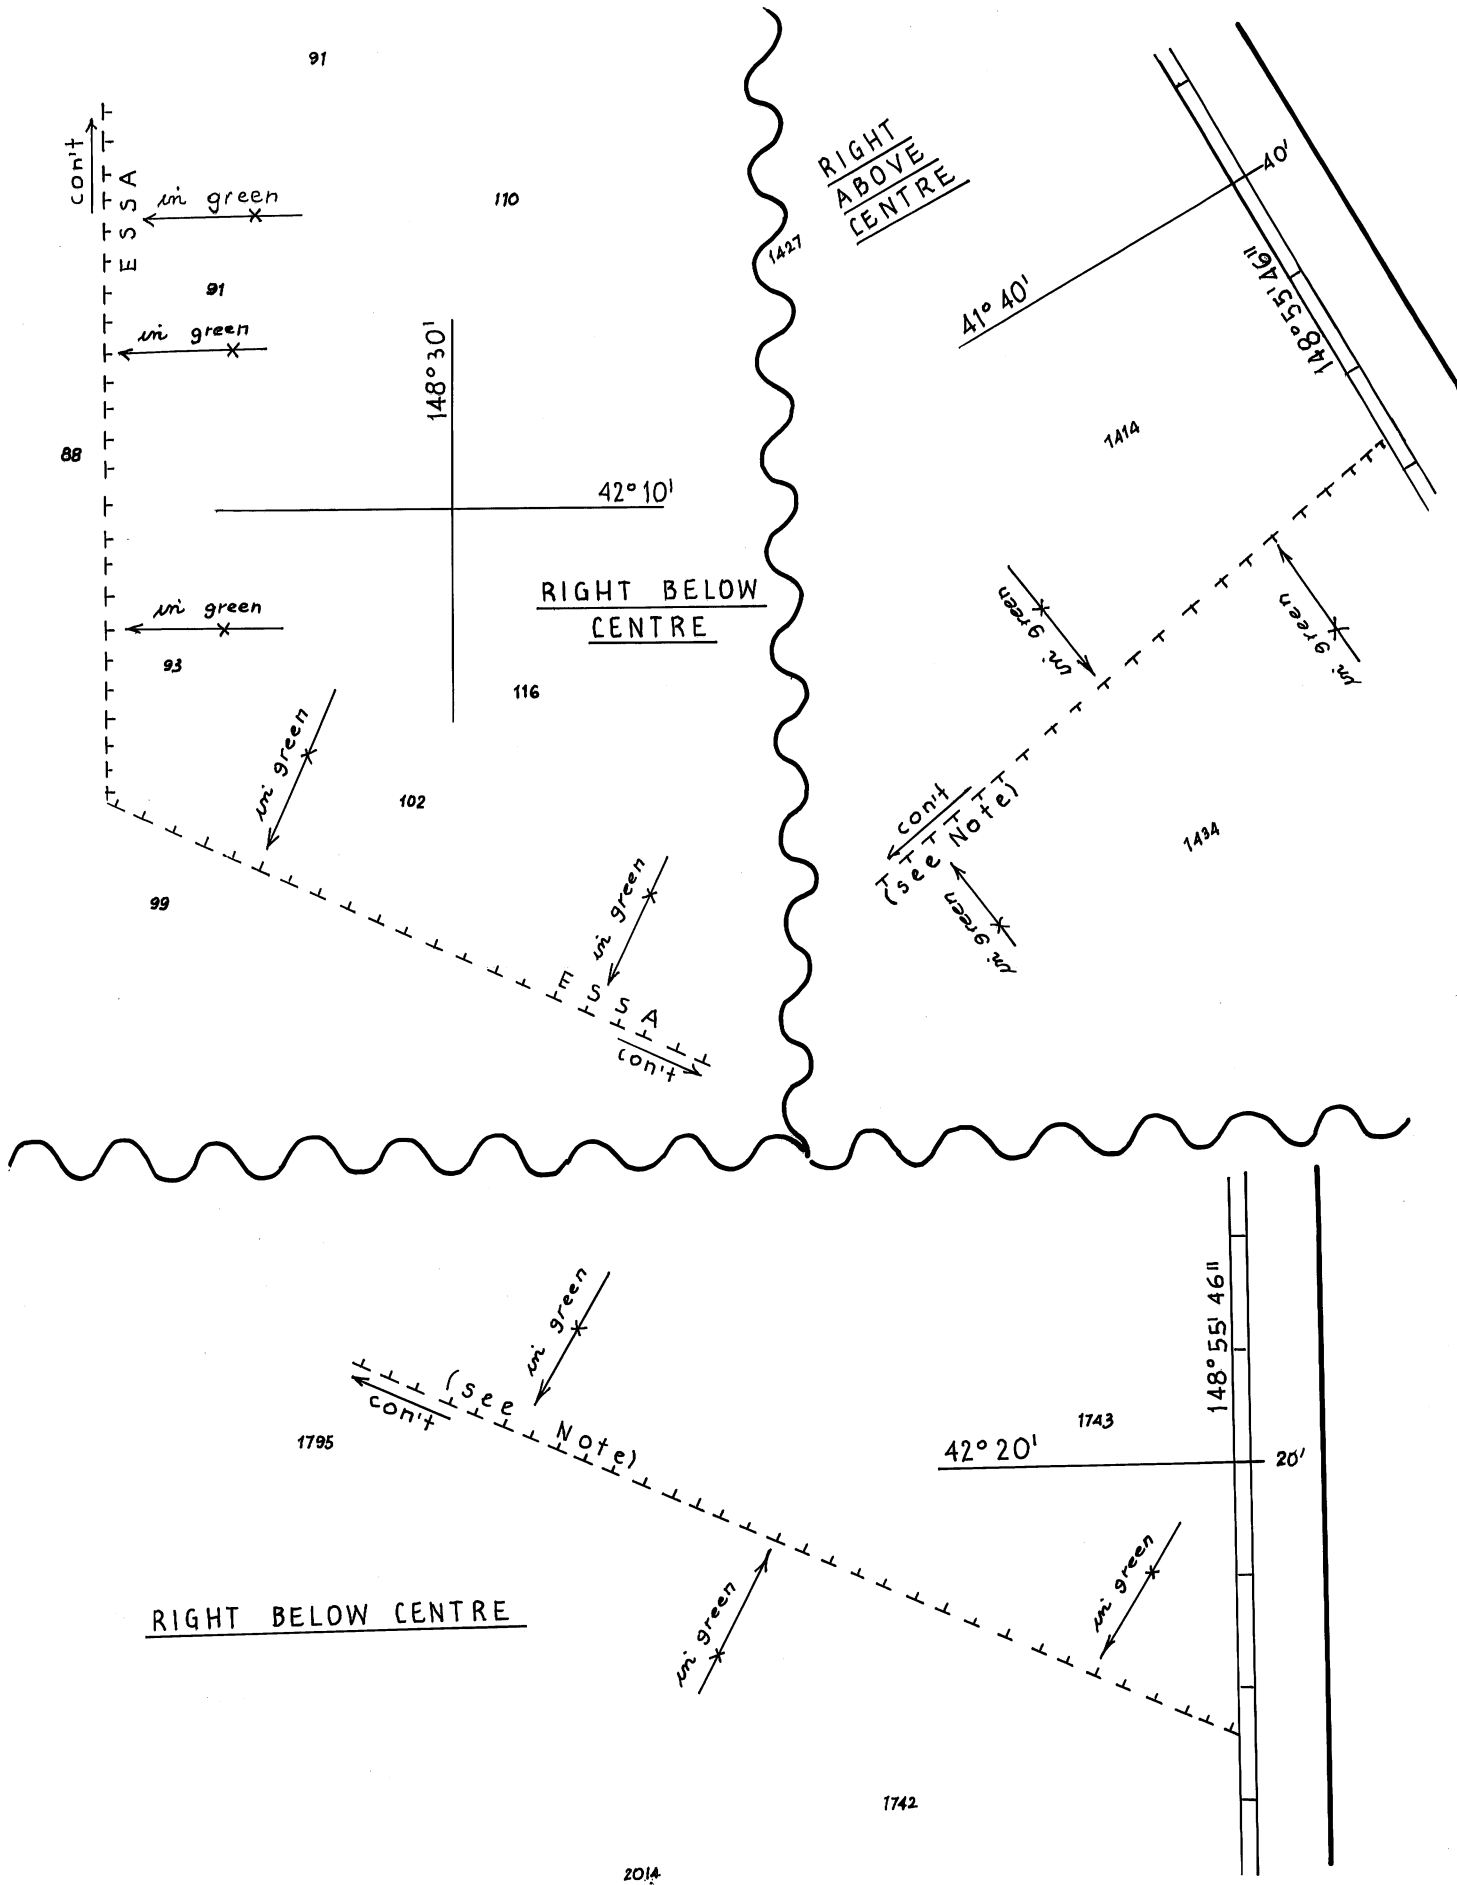 91
con't
ESSA
in green
110
91
in green
148° 30'
88
42° 10'
RIGHT BELOW
CENTRE
in green
93
116
in green
102
99
in green
ESSA
con't
RIGHT
ABOVE
CENTRE
1427
40'
41° 40'
148° 55' 46"
1414
in green
in green
con't
(see Note)
1434
in green
in green
148° 55' 46"
(see Note)
con't
1795
1743
42° 20'
20'
in green
in green
RIGHT BELOW CENTRE
1742
2014